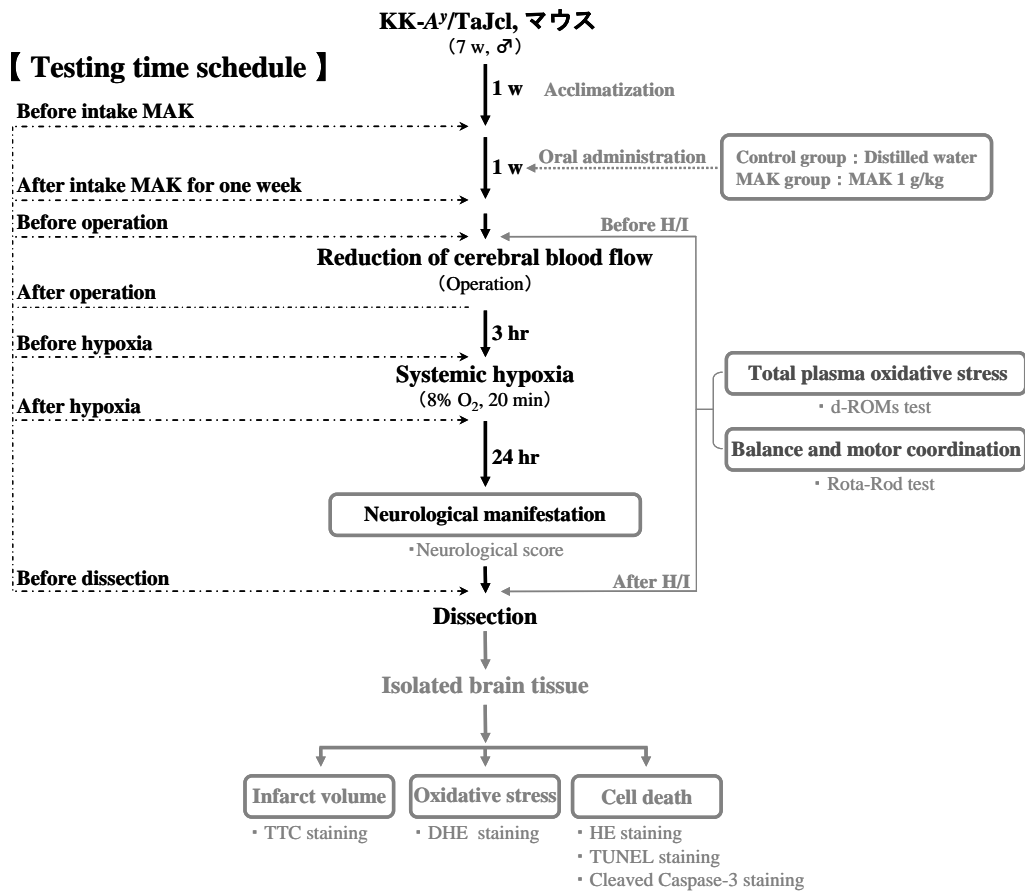 KK-Aʸ/TaJcl, マウス
（7 w, ♂）
【 Testing time schedule 】
1 w
Acclimatization
Before intake MAK
Oral administration
1 w
Control group：Distilled water
MAK group：MAK 1 g/kg
After intake MAK for one week
Before operation
Before H/I
Reduction of cerebral blood flow
（Operation）
After operation
3 hr
Before hypoxia
Systemic hypoxia
（8% O₂, 20 min）
After hypoxia
Total plasma oxidative stress
・d-ROMs test
Balance and motor coordination
・Rota-Rod test
24 hr
Neurological manifestation
・Neurological score
Before dissection
After H/I
Dissection
Isolated brain tissue
Infarct volume
・TTC staining
Oxidative stress
・DHE staining
Cell death
・HE staining
・TUNEL staining
・Cleaved Caspase-3 staining